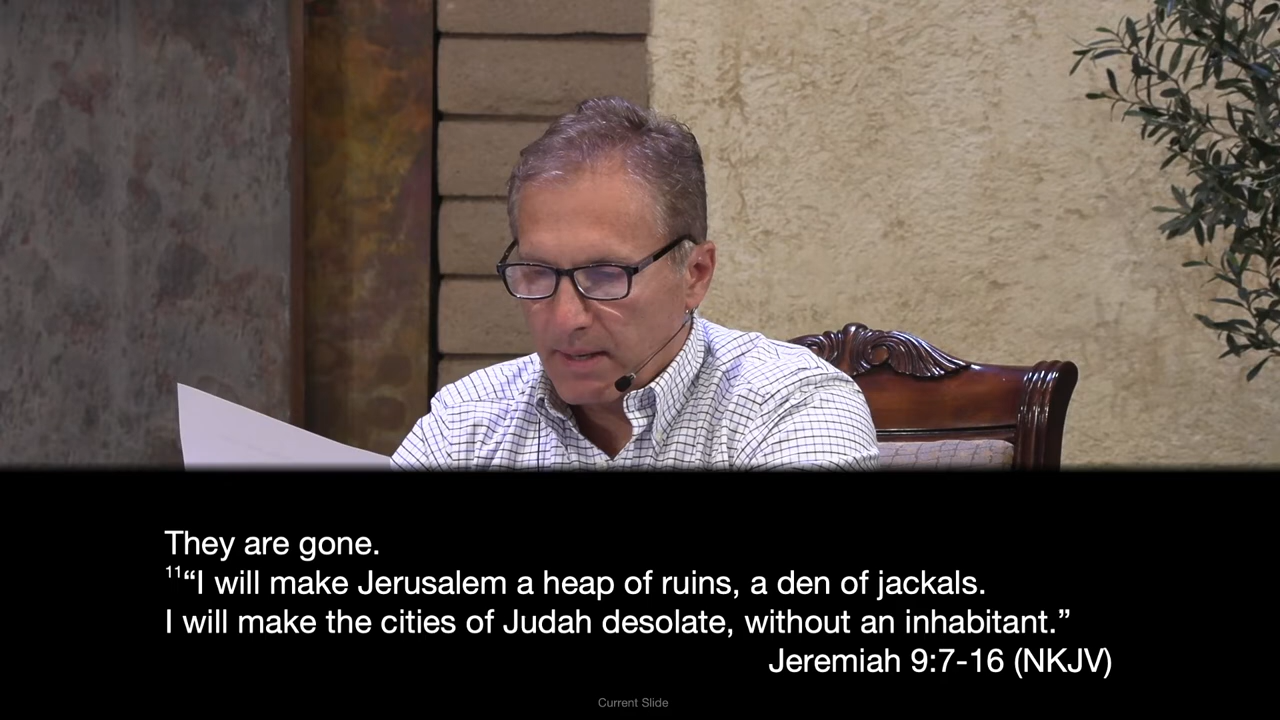 They are gone.
¹¹“I will make Jerusalem a heap of ruins, a den of jackals.
I will make the cities of Judah desolate, without an inhabitant.”
Jeremiah 9:7-16 (NKJV)
Current Slide